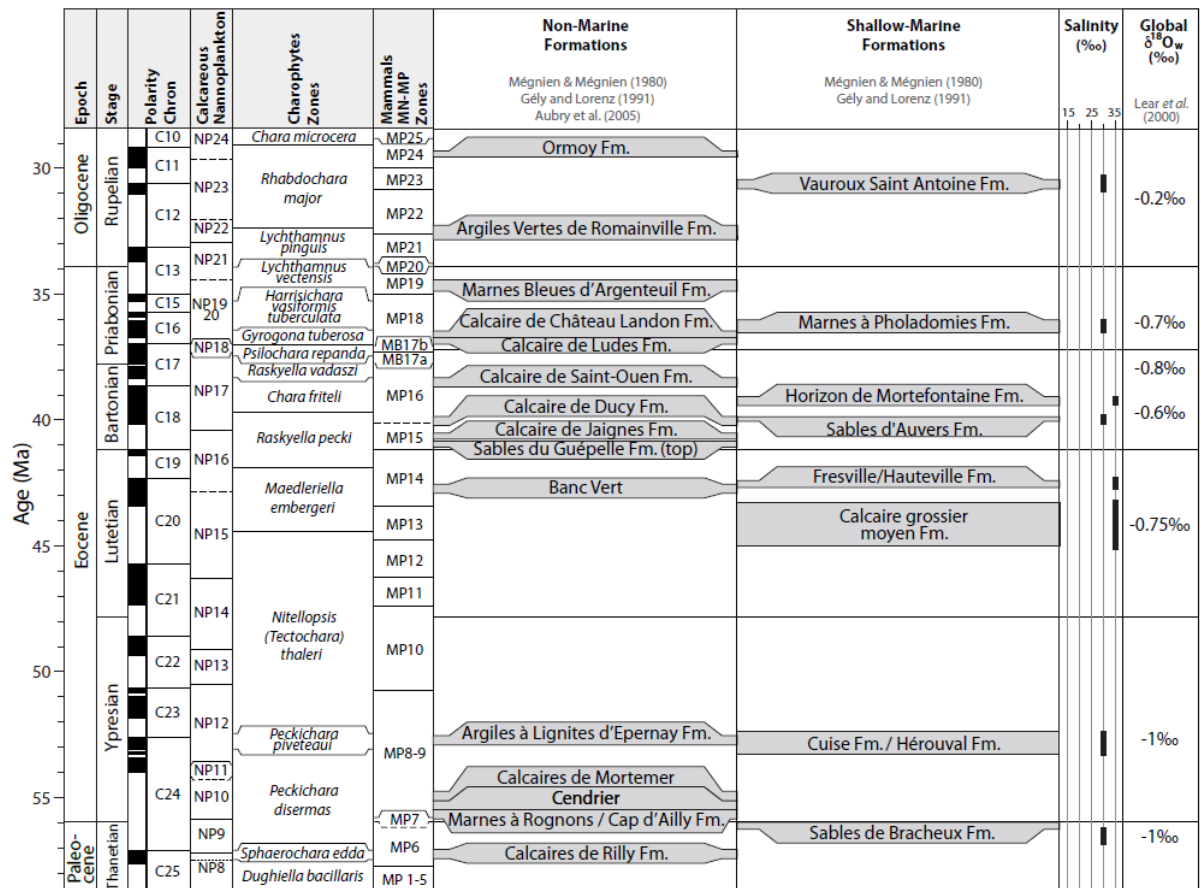 Epoch
Stage
Polarity
Chron
Calcareous
Nannoplankton
Charophytes
Zones
Mammals
MN-MP
Zones
Non-Marine
Formations
Mégnien & Mégnien (1980)
Gély and Lorenz (1991)
Aubry et al. (2005)
Shallow-Marine
Formations
Mégnien & Mégnien (1980)
Gély and Lorenz (1991)
Salinity
(‰)
15 25 35
Global
δ18Ow
(‰)
Lear et al.
(2000)
Age (Ma)
30
35
40
45
50
55
Oligocene
Eocene
Paleo-
cene
Rupelian
Priabonian
Bartonian
Lutetian
Ypresian
Thanetian
C10
C11
C12
C13
C15
C16
C17
C18
C19
C20
C21
C22
C23
C24
C25
NP24
NP23
NP22
NP21
NP19
20
NP18
NP17
NP16
NP15
NP14
NP13
NP12
NP11
NP10
NP9
NP8
Chara microcera
Rhabdochara
major
Lychthamnus
pinguis
Lychthamnus
vectensis
Harrisichara
vasiformis
tuberculata
Gyrogona tuberosa
Psilochara repanda
Raskyella vadaszi
Chara friteli
Raskyella pecki
Maedleriella
embergeri
Nitellopsis
(Tectochara)
thaleri
Peckichara
piveteaui
Peckichara
disermas
Sphaerochara edda
Dughiella bacillaris
MP25
MP24
MP23
MP22
MP21
MP20
MP19
MP18
MB17b
MB17a
MP16
MP15
MP14
MP13
MP12
MP11
MP10
MP8-9
MP7
MP6
MP 1-5
Ormoy Fm.
Argiles Vertes de Romainville Fm.
Marnes Bleues d’Argenteuil Fm.
Calcaire de Château Landon Fm.
Calcaire de Ludes Fm.
Calcaire de Saint-Ouen Fm.
Calcaire de Ducy Fm.
Calcaire de Jaignes Fm.
Sables du Guépelle Fm. (top)
Banc Vert
Argiles à Lignites d’Epernay Fm.
Calcaires de Mortemer
Cendrier
Marnes à Rognons / Cap d’Ailly Fm.
Calcaires de Rilly Fm.
Vauroux Saint Antoine Fm.
Marnes à Pholadomies Fm.
Horizon de Mortefontaine Fm.
Sables d'Auvers Fm.
Fresville/Hauteville Fm.
Calcaire grossier
moyen Fm.
Cuise Fm. / Hérouval Fm.
Sables de Bracheux Fm.
-0.2‰
-0.7‰
-0.8‰
-0.6‰
-0.75‰
-1‰
-1‰